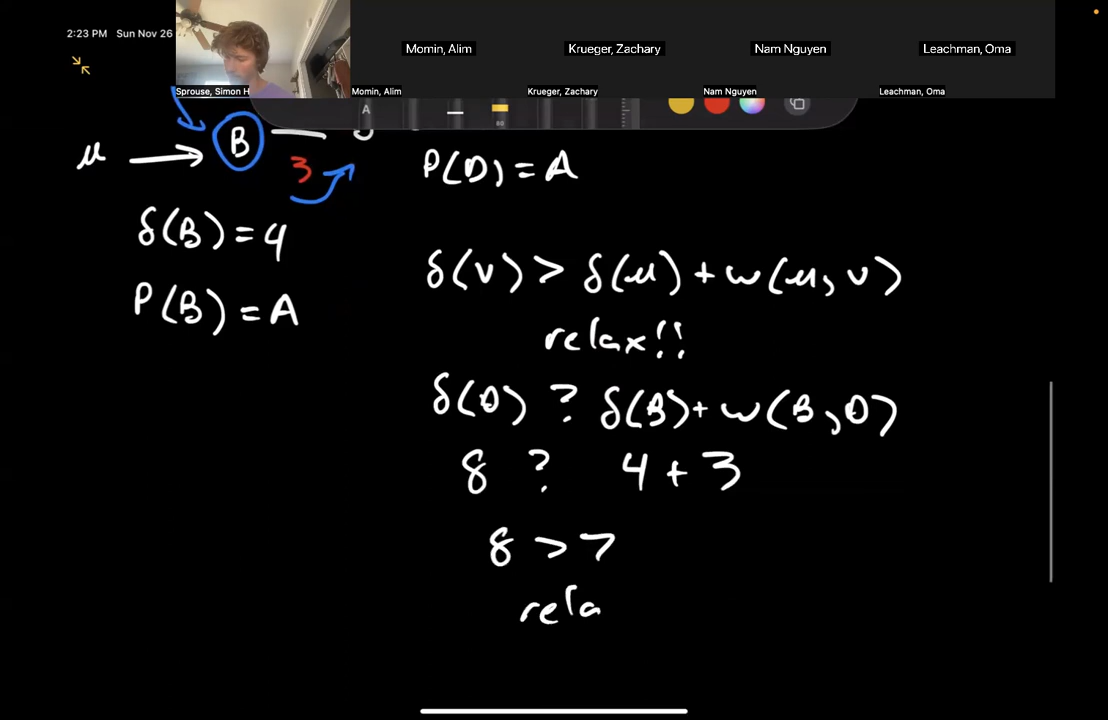 2:23 PM Sun Nov 26
Momin, Alim
Krueger, Zachary
Nam Nguyen
Leachman, Oma
Sprouse, Simon H
Momin, Alim
Krueger, Zachary
Nam Nguyen
Leachman, Oma
A
80
μ → B
3
P(D) = A
δ(B) = 4
P(B) = A
δ(v) > δ(μ) + w(μ, v)
relax!!
δ(D) ? δ(B) + w(B, D)
8 ? 4 + 3
8 > 7
rela